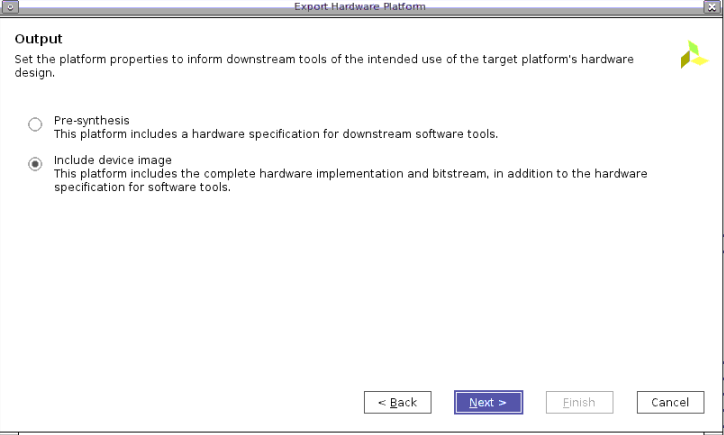 Export Hardware Platform
Output
Set the platform properties to inform downstream tools of the intended use of the target platform's hardware
design.
Pre-synthesis
This platform includes a hardware specification for downstream software tools.
Include device image
This platform includes the complete hardware implementation and bitstream, in addition to the hardware
specification for software tools.
< Back Next > Finish Cancel